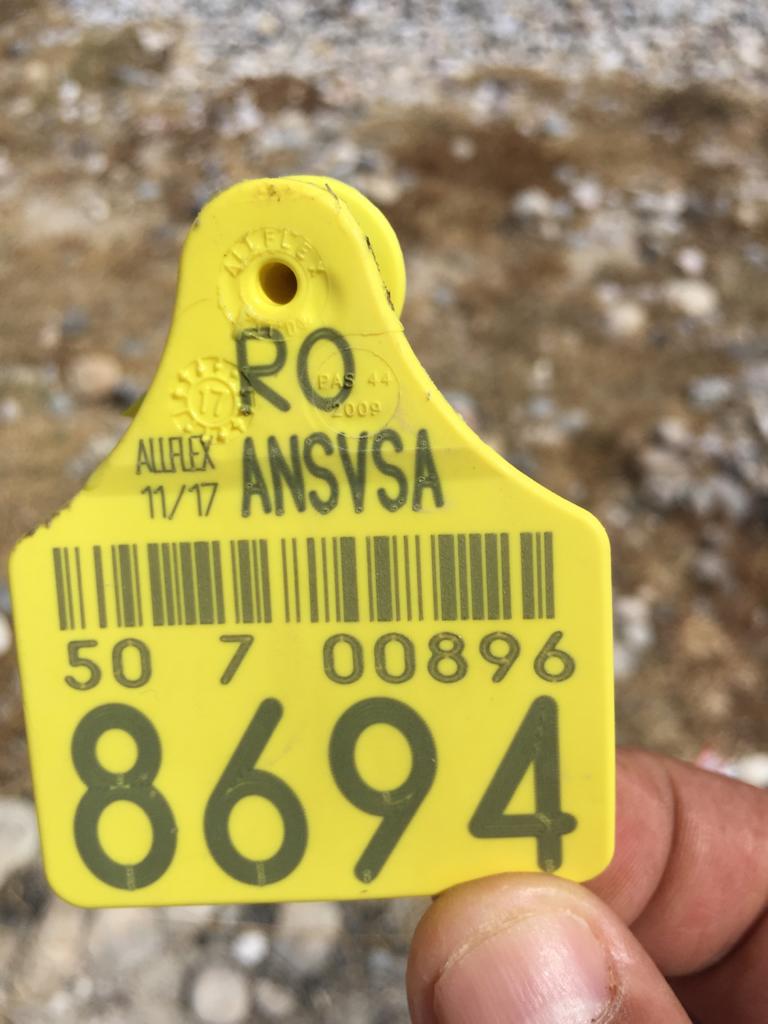 ALLFLEX
RO
17
PAS 44
2009
ALLFLEX
11/17
ANSVSA
50 7 00896
8694